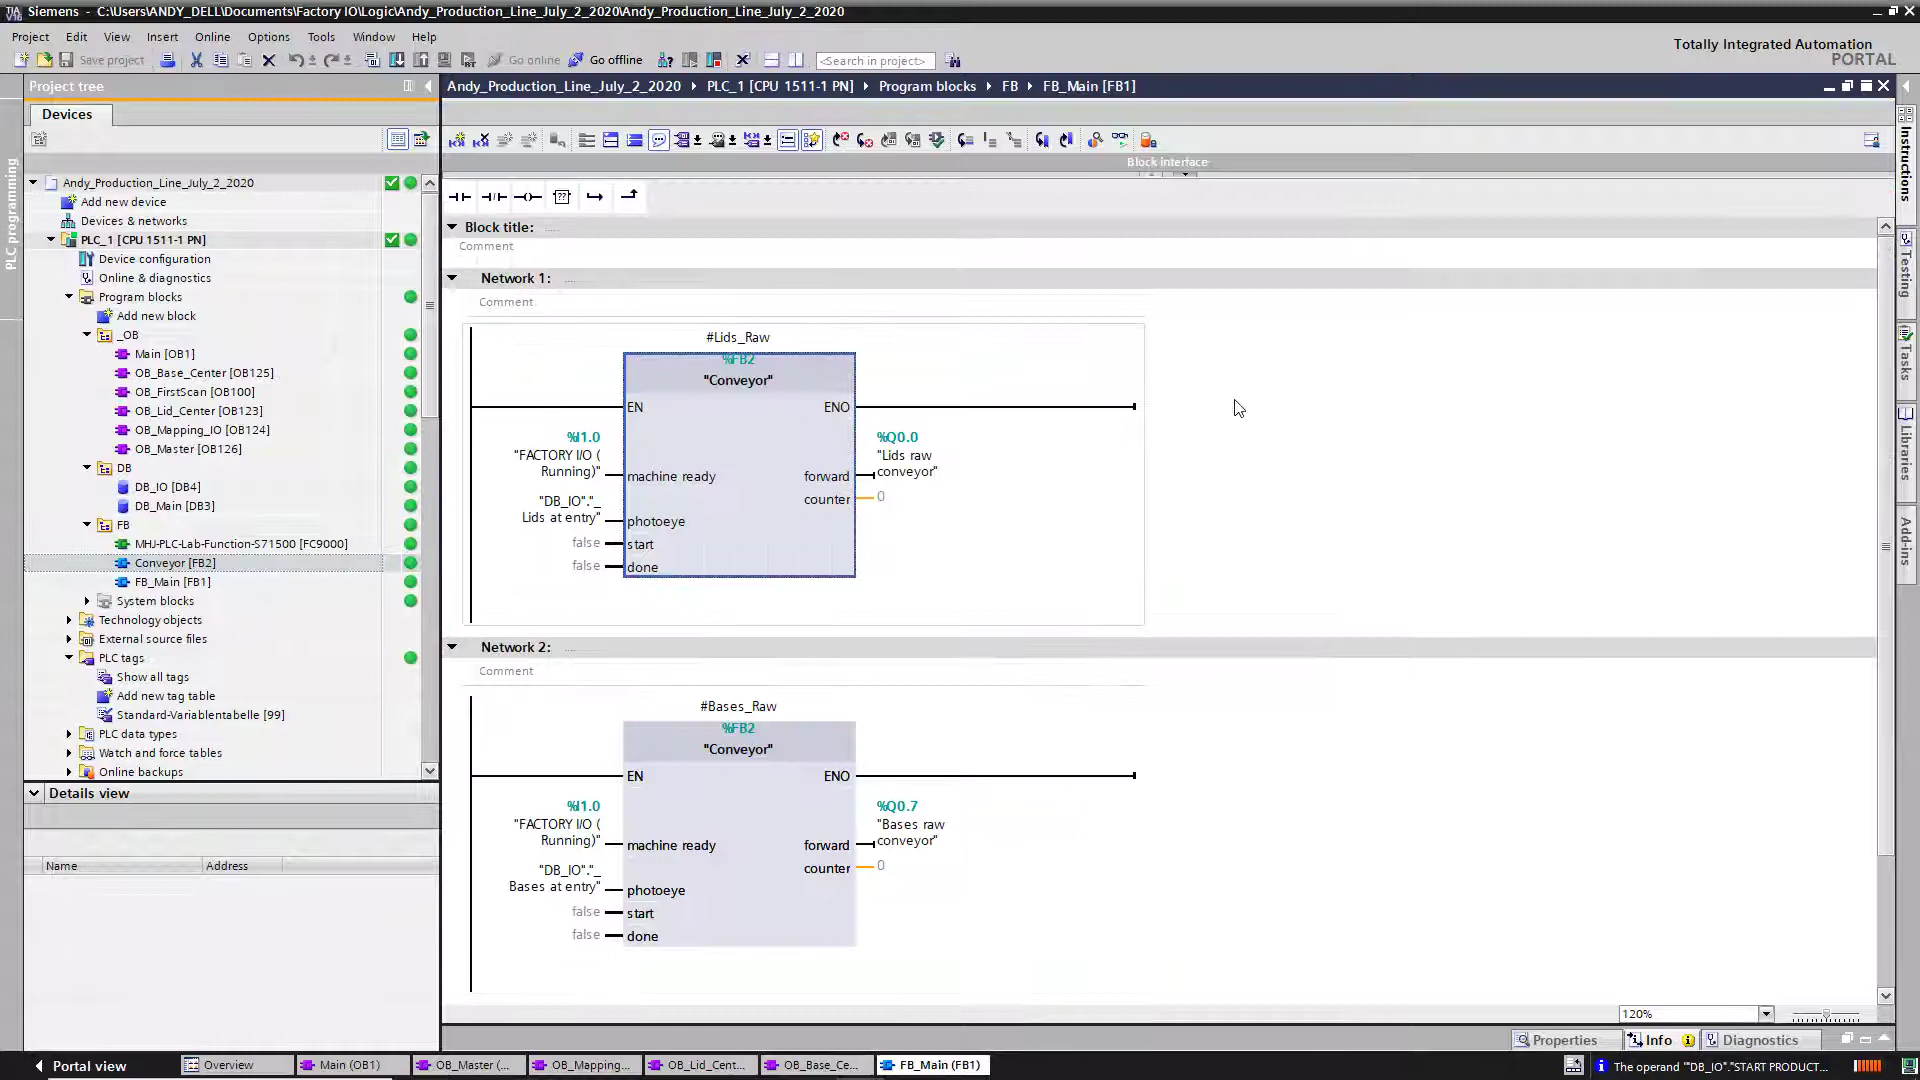 Siemens - C:\Users\ANDY_DELL\Documents\Factory IO\Logic\Andy_Production_Line_July_2_2020\Andy_Production_Line_July_2_2020
Project Edit View Insert Online Options Tools Window Help
Totally Integrated Automation
PORTAL
Save project
Go online
Go offline
<Search in project>
Project tree
Andy_Production_Line_July_2_2020 PLC_1 [CPU 1511-1 PN] Program blocks FB FB_Main [FB1]
Devices
Block interface
PLC programming
Andy_Production_Line_July_2_2020
Add new device
Devices & networks
PLC_1 [CPU 1511-1 PN]
Device configuration
Online & diagnostics
Program blocks
Add new block
_OB
Main [OB1]
OB_Base_Center [OB125]
OB_FirstScan [OB100]
OB_Lid_Center [OB123]
OB_Mapping_IO [OB124]
OB_Master [OB126]
DB
DB_IO [DB4]
DB_Main [DB3]
FB
MHJ-PLC-Lab-Function-S71500 [FC9000]
Conveyor [FB2]
FB_Main [FB1]
System blocks
Technology objects
External source files
PLC tags
Show all tags
Add new tag table
Standard-Variablentabelle [99]
PLC data types
Watch and force tables
Online backups
Details view
Name Address
Block title:
Comment
Network 1:
Comment
#Lids_Raw
%FB2
"Conveyor"
EN ENO
%I1.0
"FACTORY I/O (
Running)"
machine ready
"DB_IO"."_
Lids at entry"
photoeye
false start
false done
%Q0.0
"Lids raw
conveyor"
forward
counter 0
Network 2:
Comment
#Bases_Raw
%FB2
"Conveyor"
EN ENO
%I1.0
"FACTORY I/O (
Running)"
machine ready
"DB_IO"."_
Bases at entry"
photoeye
false start
false done
%Q0.7
"Bases raw
conveyor"
forward
counter 0
120%
Instructions
Testing
Tasks
Libraries
Add-ins
Properties Info Diagnostics
Portal view Overview Main (OB1) OB_Master (... OB_Mapping... OB_Lid_Cent... OB_Base_Ce... FB_Main (FB1)
The operand '"DB_IO"."START PRODUCT...